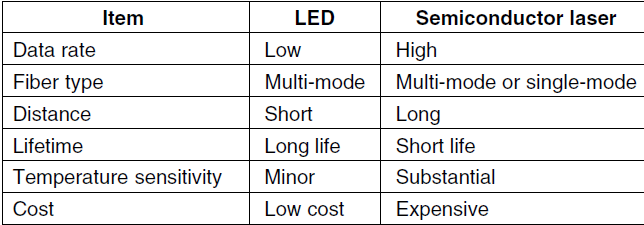 Item LED Semiconductor laser
Data rate Low High
Fiber type Multi-mode Multi-mode or single-mode
Distance Short Long
Lifetime Long life Short life
Temperature sensitivity Minor Substantial
Cost Low cost Expensive